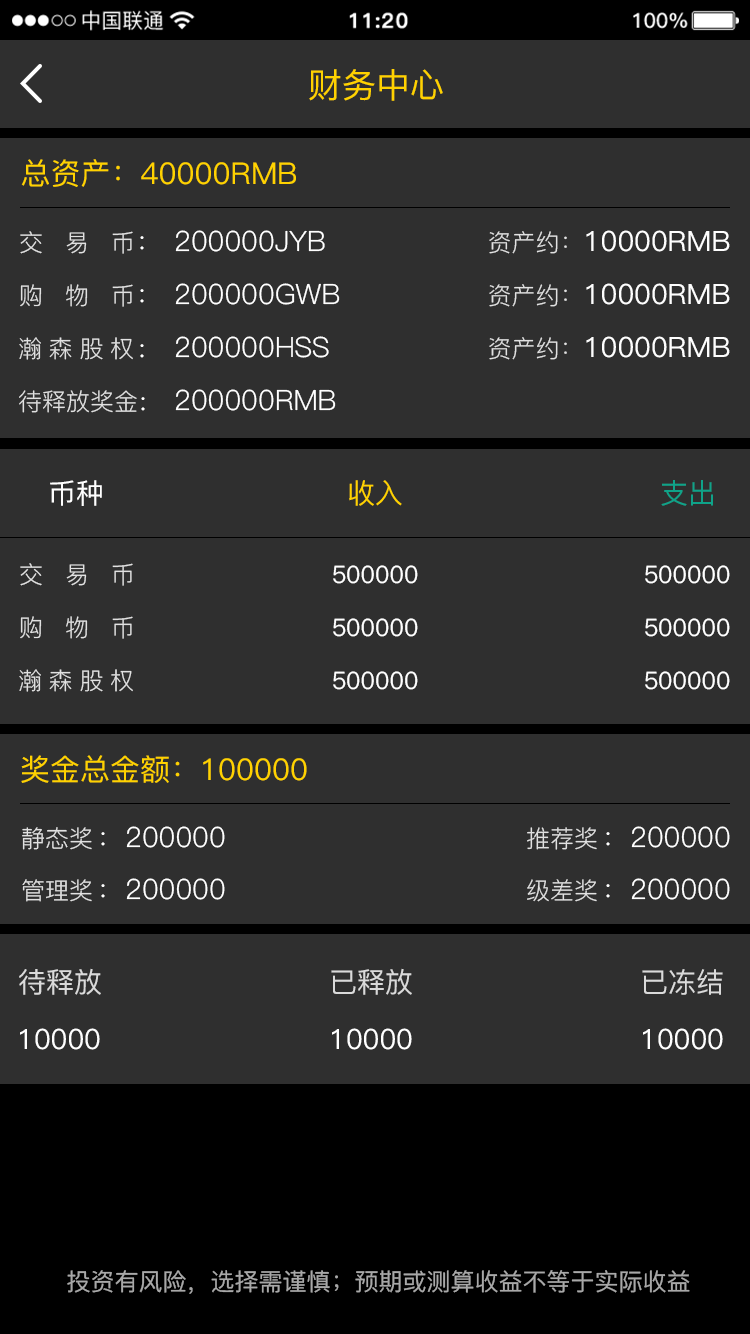 中国联通 11:20 100%
财务中心
总资产：40000RMB
交易币： 200000JYB 资产约：10000RMB
购物币： 200000GWB 资产约：10000RMB
瀚森股权： 200000HSS 资产约：10000RMB
待释放奖金： 200000RMB
币种 收入 支出
交易币 500000 500000
购物币 500000 500000
瀚森股权 500000 500000
奖金总金额：100000
静态奖： 200000 推荐奖： 200000
管理奖： 200000 级差奖： 200000
待释放 已释放 已冻结
10000 10000 10000
投资有风险，选择需谨慎；预期或测算收益不等于实际收益